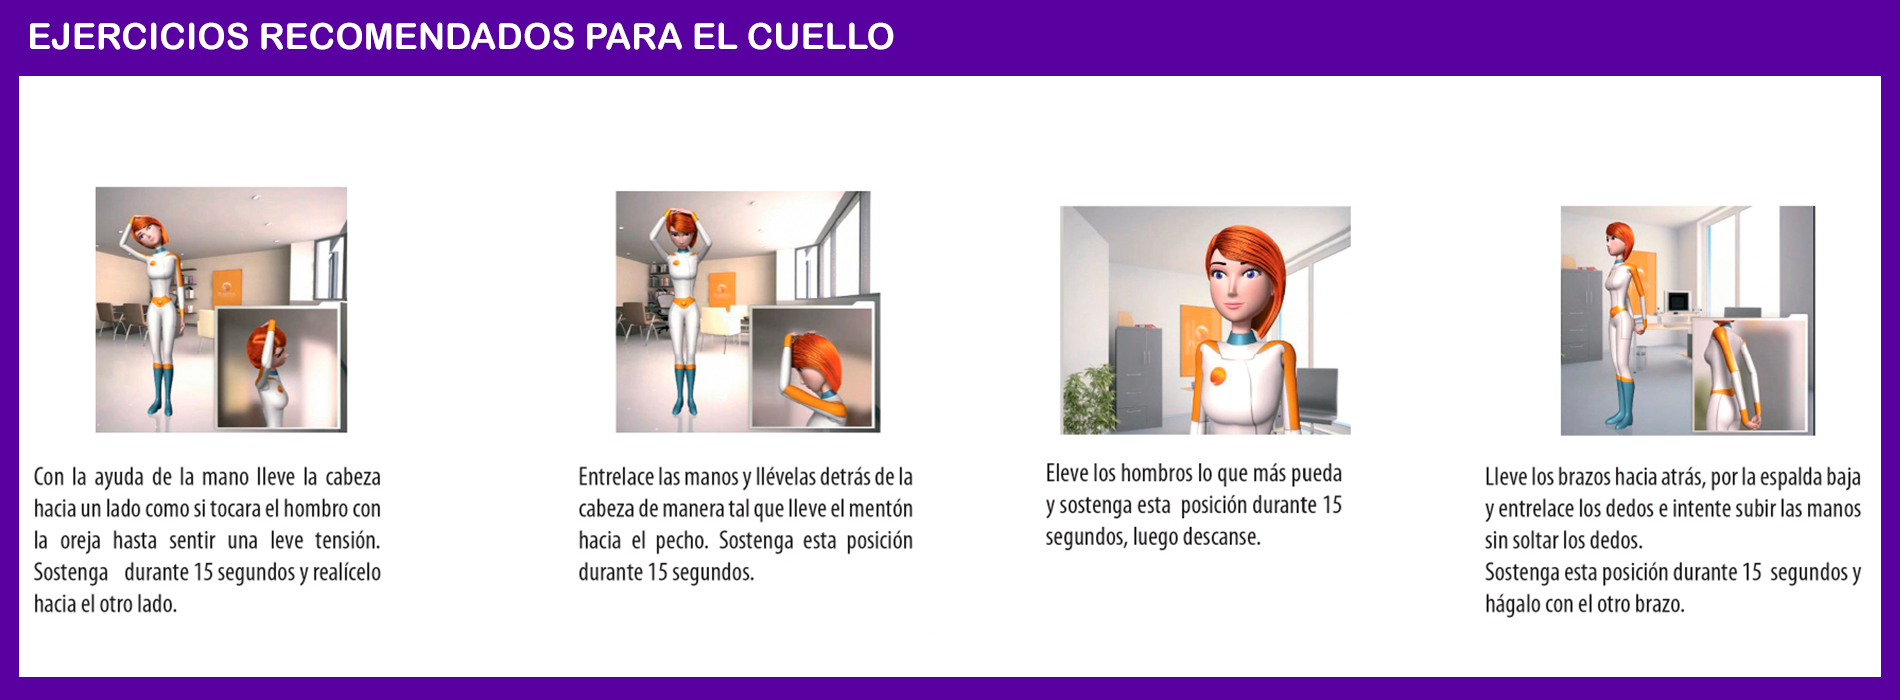 EJERCICIOS RECOMENDADOS PARA EL CUELLO
Con la ayuda de la mano lleve la cabeza
hacia un lado como si tocara el hombro con
la oreja hasta sentir una leve tensión.
Sostenga durante 15 segundos y realícelo
hacia el otro lado.
Entrelace las manos y llévelas detrás de la
cabeza de manera tal que lleve el mentón
hacia el pecho. Sostenga esta posición
durante 15 segundos.
Eleve los hombros lo que más pueda
y sostenga esta posición durante 15
segundos, luego descanse.
Lleve los brazos hacia atrás, por la espalda baja
y entrelace los dedos e intente subir las manos
sin soltar los dedos.
Sostenga esta posición durante 15 segundos y
hágalo con el otro brazo.